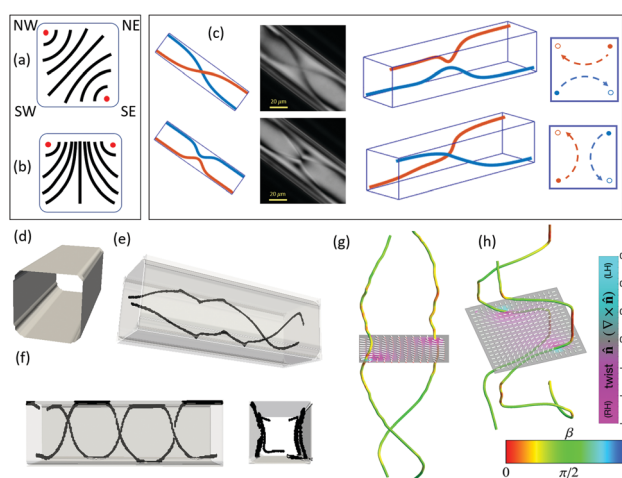 NW
NE
(a)
SW
SE
(b)
(c)
20 μm
20 μm
(d)
(e)
(f)
(g)
(h)
(LH)
twist n̂ · (∇ × n̂)
(RH)
β
0
π/2